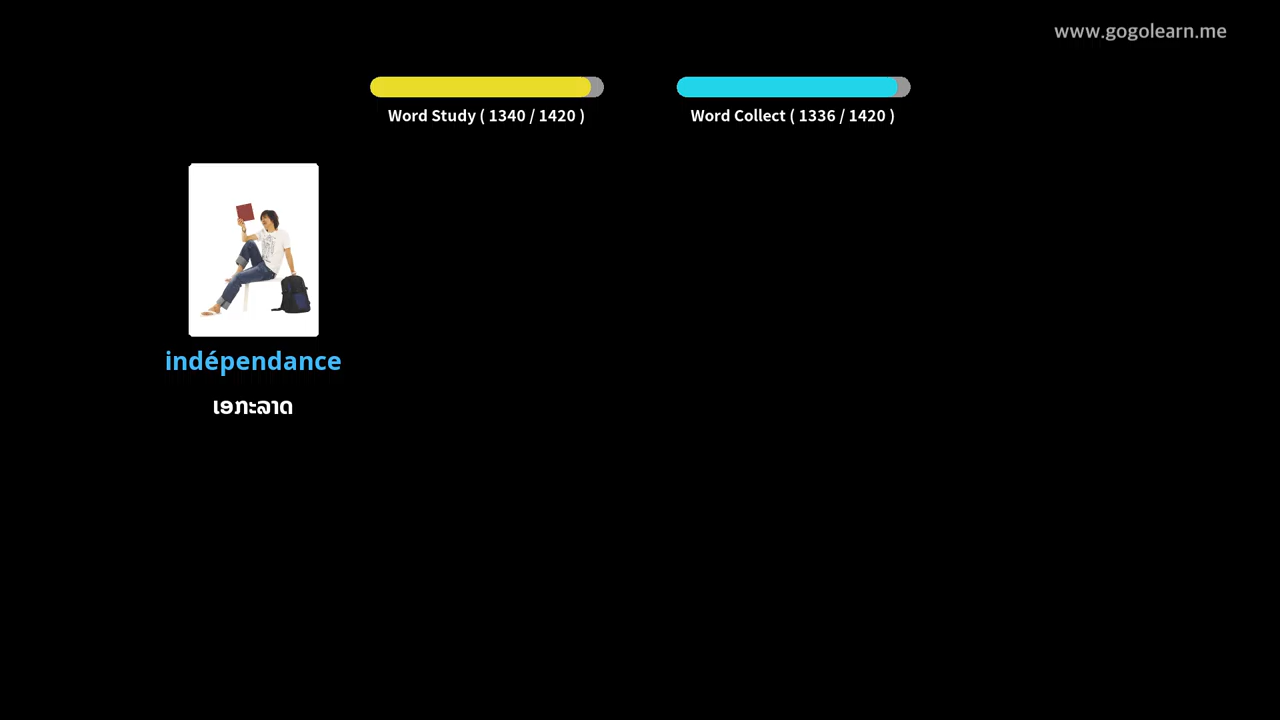 www.gogolearn.me
Word Study ( 1340 / 1420 )
Word Collect ( 1336 / 1420 )
indépendance
ເອກະລາດ